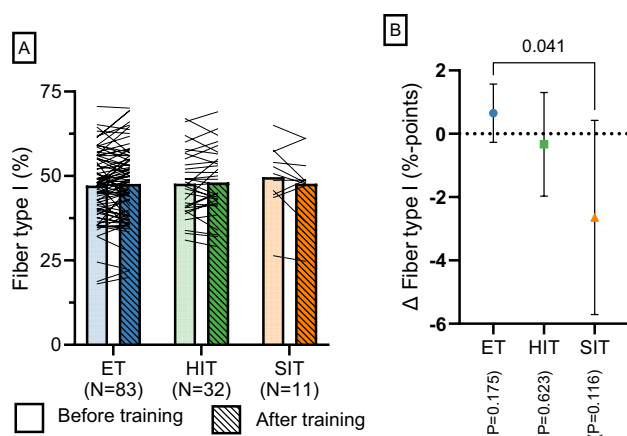 A
Fiber type I (%)
75
50
25
0
ET
(N=83)
HIT
(N=32)
SIT
(N=11)
Before training
After training
B
0.041
Δ Fiber type I (%-points)
2
0
-2
-4
-6
ET
HIT
SIT
P=0.175)
P=0.623)
(P=0.116)